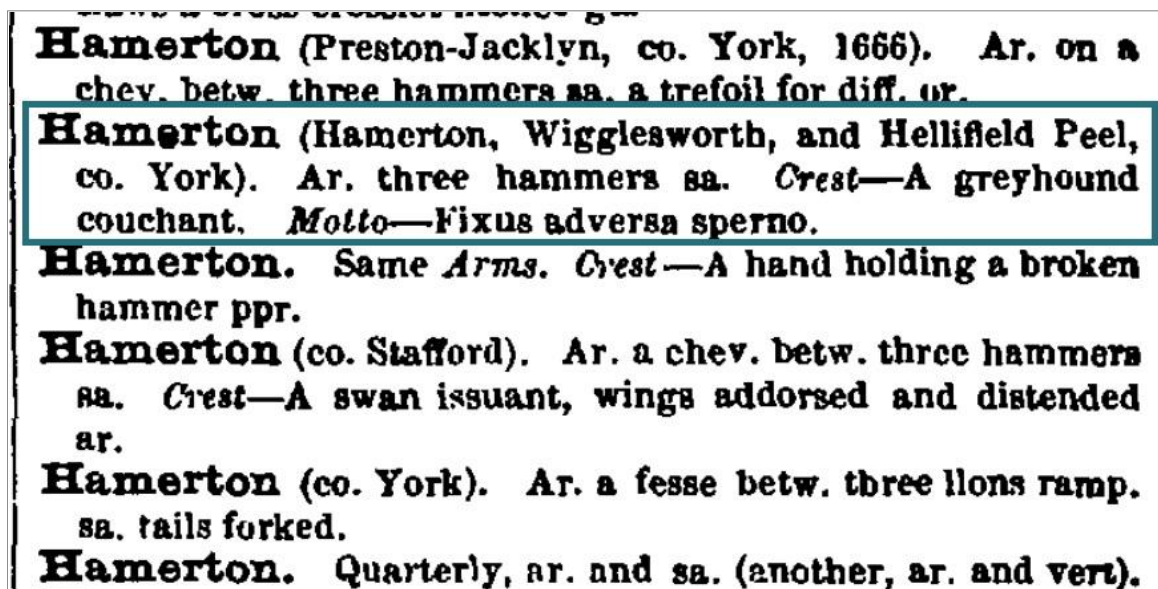 Hamerton (Preston-Jacklyn, co. York, 1666). Ar. on a
chev. betw. three hammers sa. a trefoil for diff. or.
Hamerton (Hamerton, Wigglesworth, and Hellifield Peel,
co. York). Ar. three hammers sa. Crest—A greyhound
couchant. Motto—Fixus adversa sperno.
Hamerton. Same Arms. Crest—A hand holding a broken
hammer ppr.
Hamerton (co. Stafford). Ar. a chev. betw. three hammers
sa. Crest—A swan issuant, wings addorsed and distended
ar.
Hamerton (co. York). Ar. a fesse betw. three lions ramp.
sa. tails forked.
Hamerton. Quarterly, ar. and sa. (another, ar. and vert).